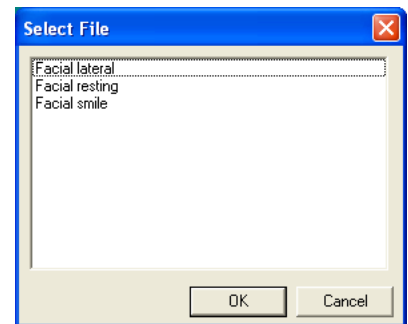 Select File
Facial lateral
Facial resting
Facial smile
OK Cancel